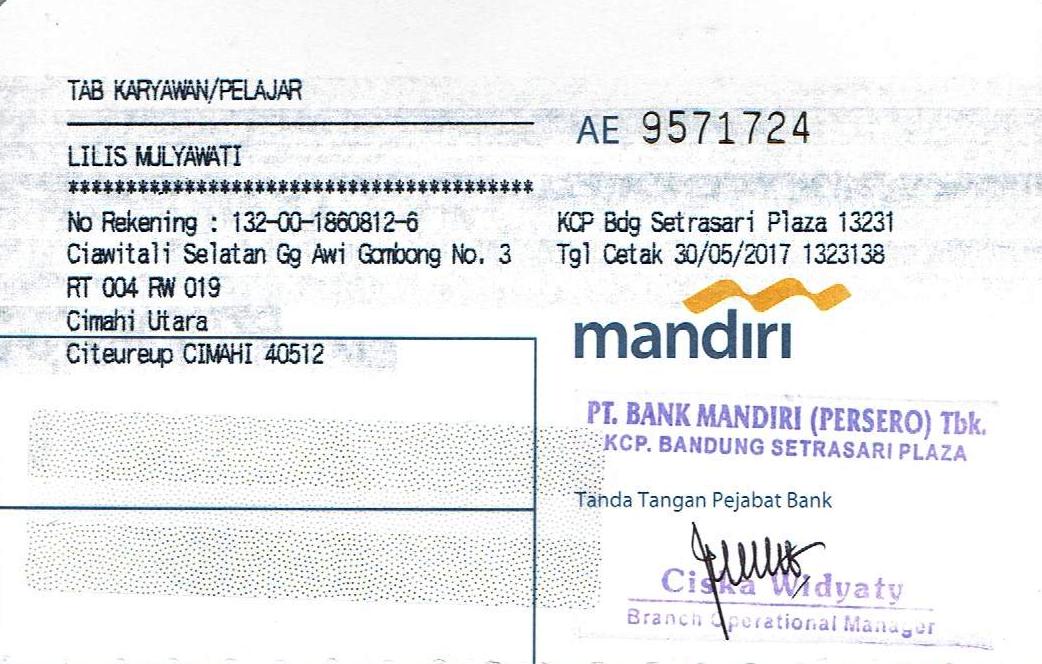 TAB KARYAWAN/PELAJAR
AE 9571724
LILIS MULYAWATI
******************************************
No Rekening : 132-00-1860812-6
KCP Bdg Setrasari Plaza 13231
Ciawitali Selatan Gg Awi Gombong No. 3
Tgl Cetak 30/05/2017 1323138
RT 004 RW 019
Cimahi Utara
mandiri
Citeureup CIMAHI 40512
PT. BANK MANDIRI (PERSERO) Tbk.
KCP. BANDUNG SETRASARI PLAZA
Tanda Tangan Pejabat Bank
Ciska Widyaty
Branch Operational Manager